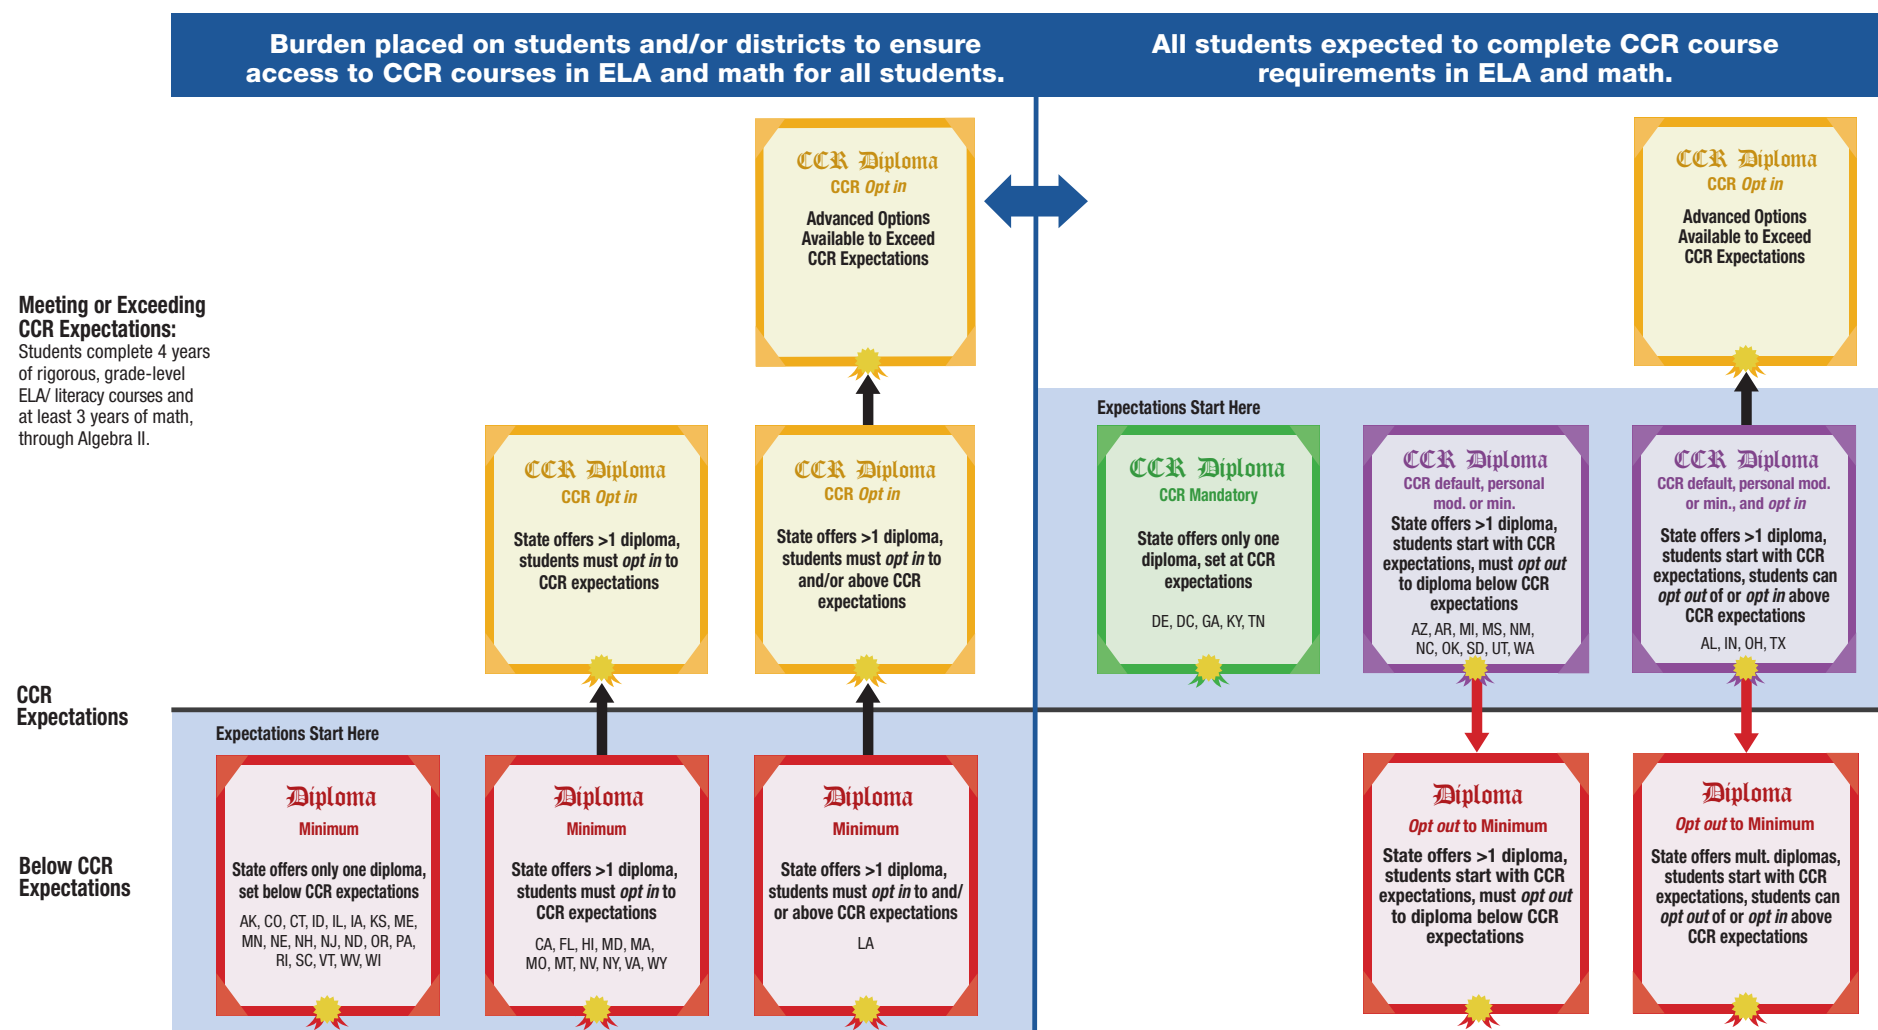 Burden placed on students and/or districts to ensure
access to CCR courses in ELA and math for all students.
All students expected to complete CCR course
requirements in ELA and math.
CCR Diploma
CCR Opt in
Advanced Options
Available to Exceed
CCR Expectations
CCR Diploma
CCR Opt in
Advanced Options
Available to Exceed
CCR Expectations
Meeting or Exceeding
CCR Expectations:
Students complete 4 years
of rigorous, grade-level
ELA/ literacy courses and
at least 3 years of math,
through Algebra II.
CCR Diploma
CCR Opt in
State offers >1 diploma,
students must opt in to
CCR expectations
CCR Diploma
CCR Opt in
State offers >1 diploma,
students must opt in to
and/or above CCR
expectations
Expectations Start Here
CCR Diploma
CCR Mandatory
State offers only one
diploma, set at CCR
expectations
DE, DC, GA, KY, TN
CCR Diploma
CCR default, personal
mod. or min.
State offers >1 diploma,
students start with CCR
expectations, must opt out
to diploma below CCR
expectations
AZ, AR, MI, MS, NM,
NC, OK, SD, UT, WA
CCR Diploma
CCR default, personal mod.
or min., and opt in
State offers >1 diploma,
students start with CCR
expectations, students can
opt out of or opt in above
CCR expectations
AL, IN, OH, TX
CCR
Expectations
Expectations Start Here
Below CCR
Expectations
Diploma
Minimum
State offers only one diploma,
set below CCR expectations
AK, CO, CT, ID, IL, IA, KS, ME,
MN, NE, NH, NJ, ND, OR, PA,
RI, SC, VT, WV, WI
Diploma
Minimum
State offers >1 diploma,
students must opt in to
CCR expectations
CA, FL, HI, MD, MA,
MO, MT, NV, NY, VA, WY
Diploma
Minimum
State offers >1 diploma,
students must opt in to and/
or above CCR expectations
LA
Diploma
Opt out to Minimum
State offers >1 diploma,
students start with CCR
expectations, must opt out
to diploma below CCR
expectations
Diploma
Opt out to Minimum
State offers mult. diplomas,
students start with CCR
expectations, students can
opt out of or opt in above
CCR expectations